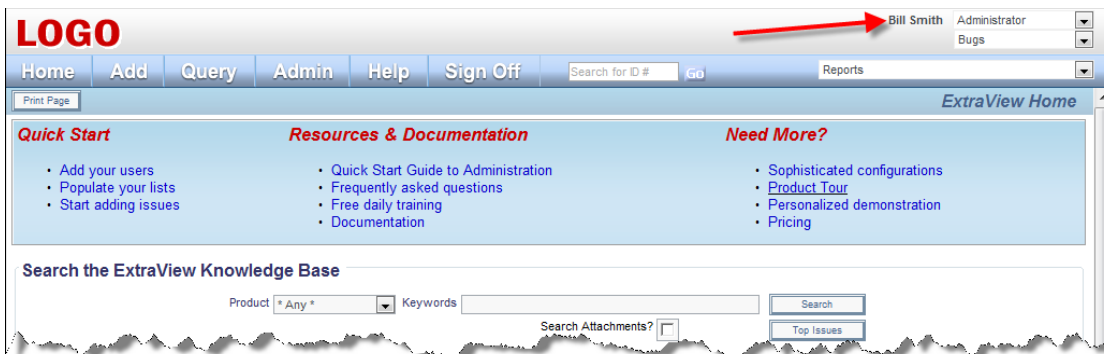 LOGO
Bill Smith Administrator
Bugs
Home Add Query Admin Help Sign Off Search for ID # Go Reports
Print Page ExtraView Home
Quick Start
• Add your users
• Populate your lists
• Start adding issues
Resources & Documentation
• Quick Start Guide to Administration
• Frequently asked questions
• Free daily training
• Documentation
Need More?
• Sophisticated configurations
• Product Tour
• Personalized demonstration
• Pricing
Search the ExtraView Knowledge Base
Product * Any * Keywords Search
Search Attachments? Top Issues